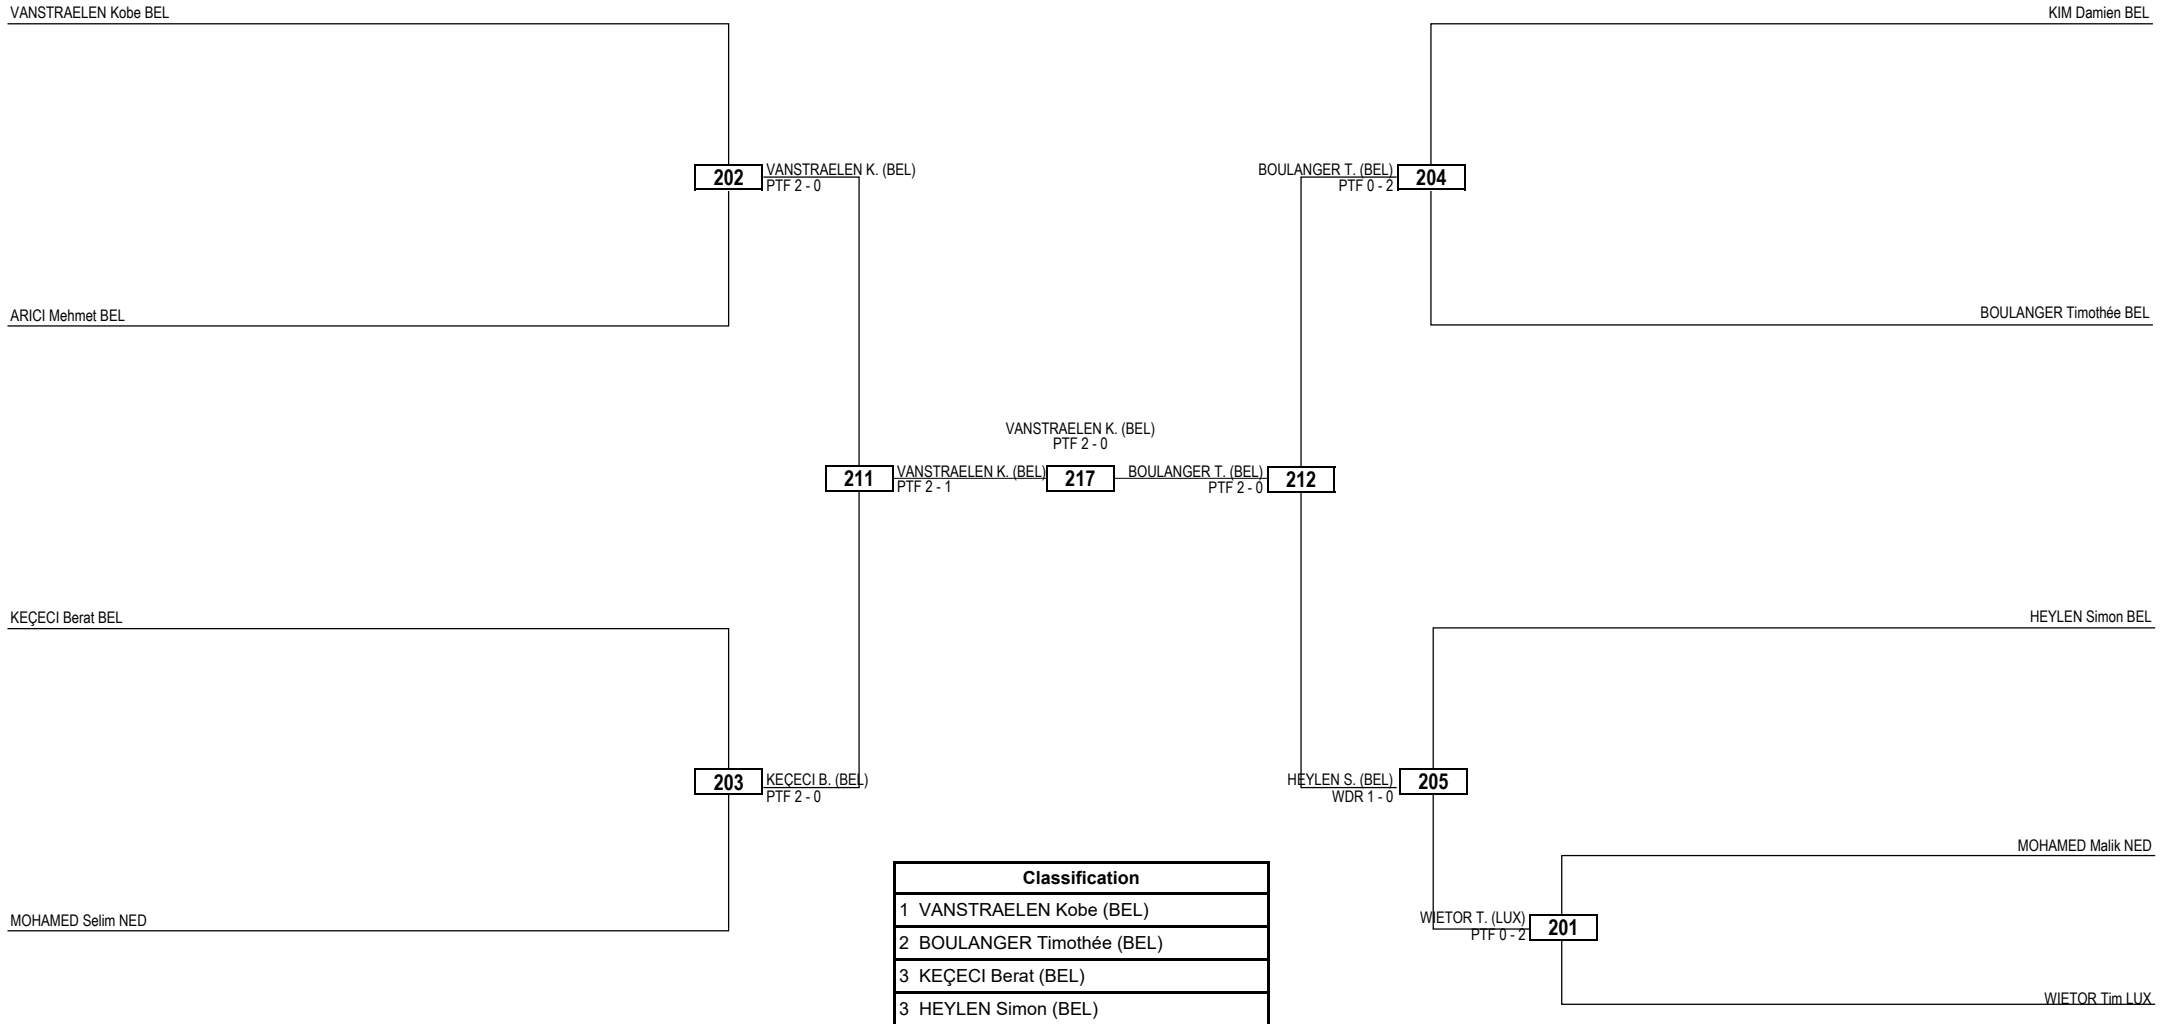 VANSTRAELEN Kobe BEL
KIM Damien BEL
202
VANSTRAELEN K. (BEL)
PTF 2 - 0
BOULANGER T. (BEL)
PTF 0 - 2
204
ARICI Mehmet BEL
BOULANGER Timothée BEL
VANSTRAELEN K. (BEL)
PTF 2 - 0
211
VANSTRAELEN K. (BEL)
PTF 2 - 1
217
BOULANGER T. (BEL)
PTF 2 - 0
212
KEÇECI Berat BEL
HEYLEN Simon BEL
203
KEÇECI B. (BEL)
PTF 2 - 0
HEYLEN S. (BEL)
WDR 1 - 0
205
MOHAMED Malik NED
MOHAMED Selim NED
WIETOR T. (LUX)
PTF 0 - 2
201
WIETOR Tim LUX
Classification
1 VANSTRAELEN Kobe (BEL)
2 BOULANGER Timothée (BEL)
3 KEÇECI Berat (BEL)
3 HEYLEN Simon (BEL)